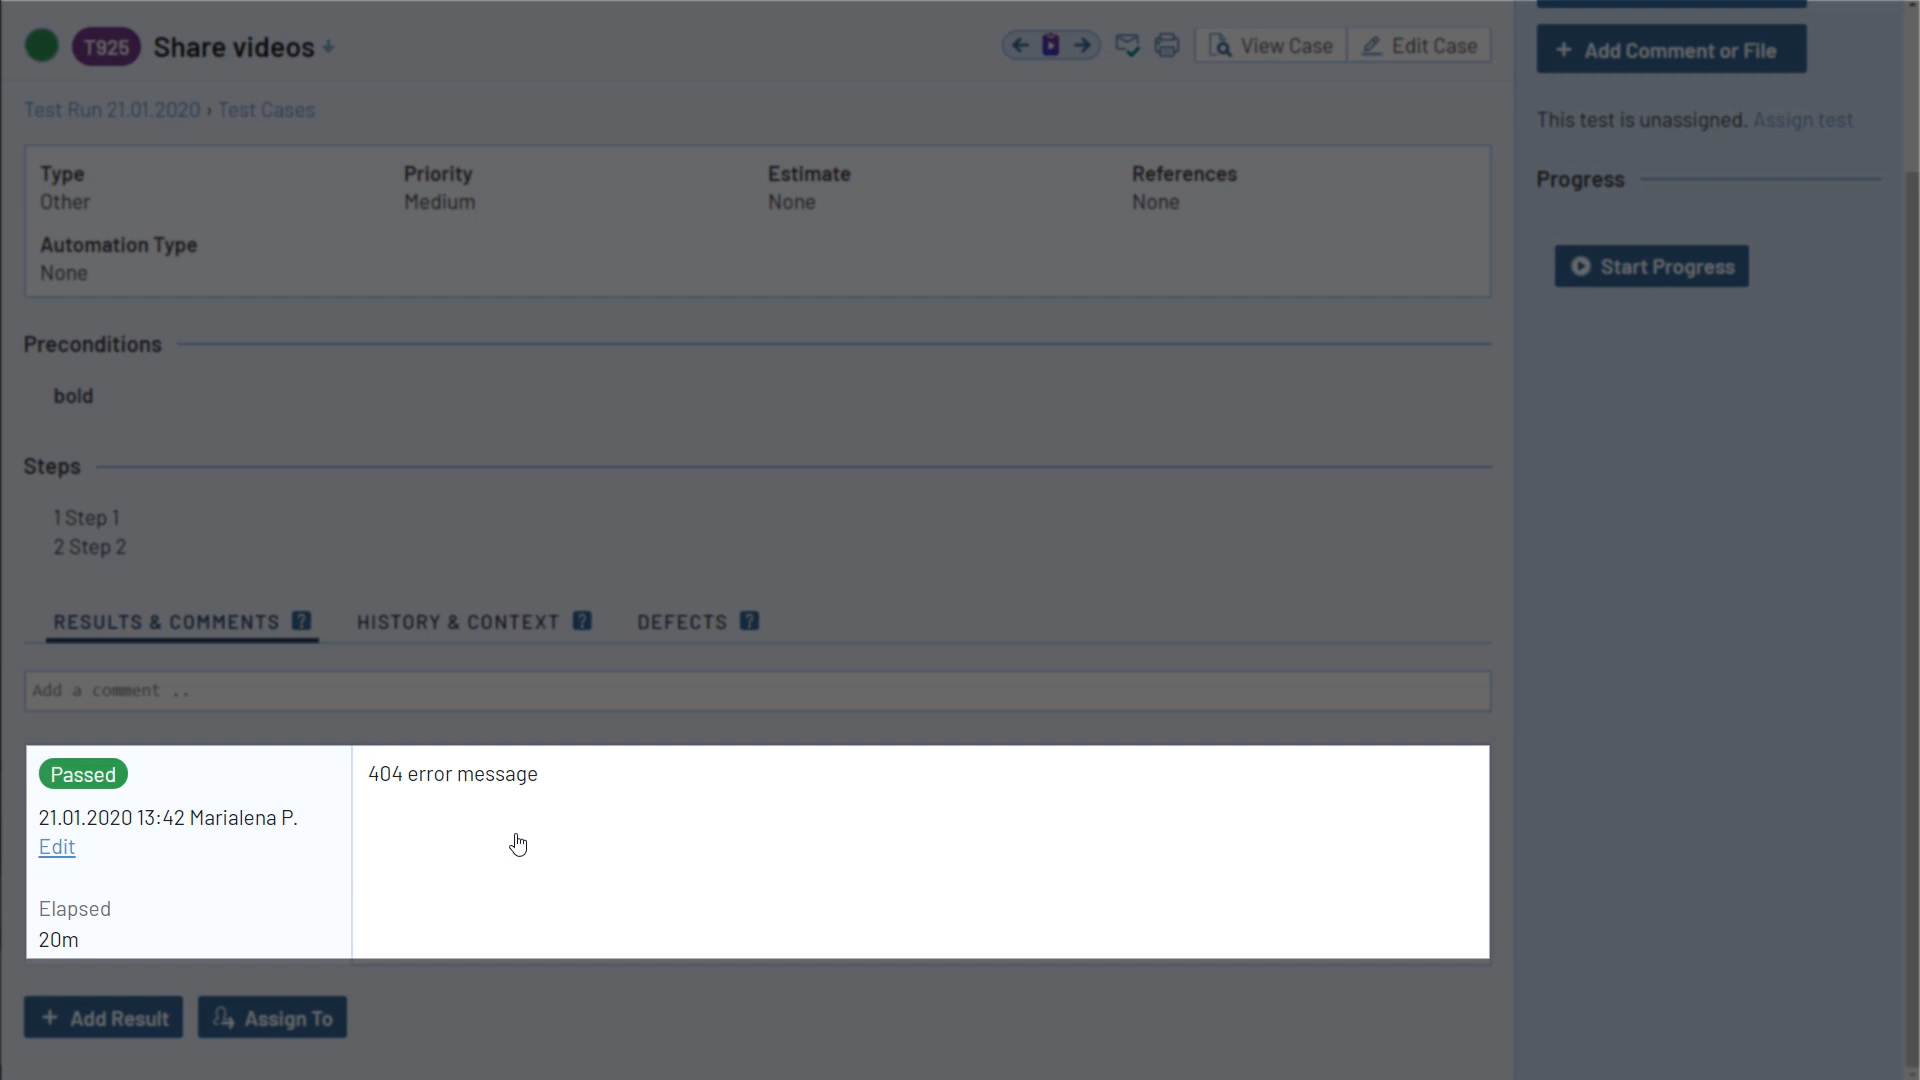 T925 Share videos
View Case
Edit Case
Add Comment or File
Test Run 21.01.2020 › Test Cases
This test is unassigned. Assign test
Type
Other
Priority
Medium
Estimate
None
References
None
Automation Type
None
Progress
Start Progress
Preconditions
bold
Steps
1 Step 1
2 Step 2
RESULTS & COMMENTS ?
HISTORY & CONTEXT ?
DEFECTS ?
Add a comment ..
Passed
21.01.2020 13:42 Marialena P.
Edit
Elapsed
20m
404 error message
Add Result
Assign To